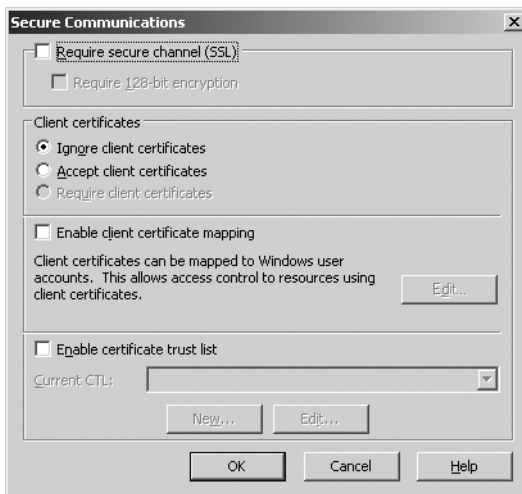 Secure Communications
Require secure channel (SSL)
Require 128-bit encryption
Client certificates
Ignore client certificates
Accept client certificates
Require client certificates
Enable client certificate mapping
Client certificates can be mapped to Windows user
accounts. This allows access control to resources using
client certificates.
Edit...
Enable certificate trust list
Current CTL:
New...
Edit...
OK
Cancel
Help